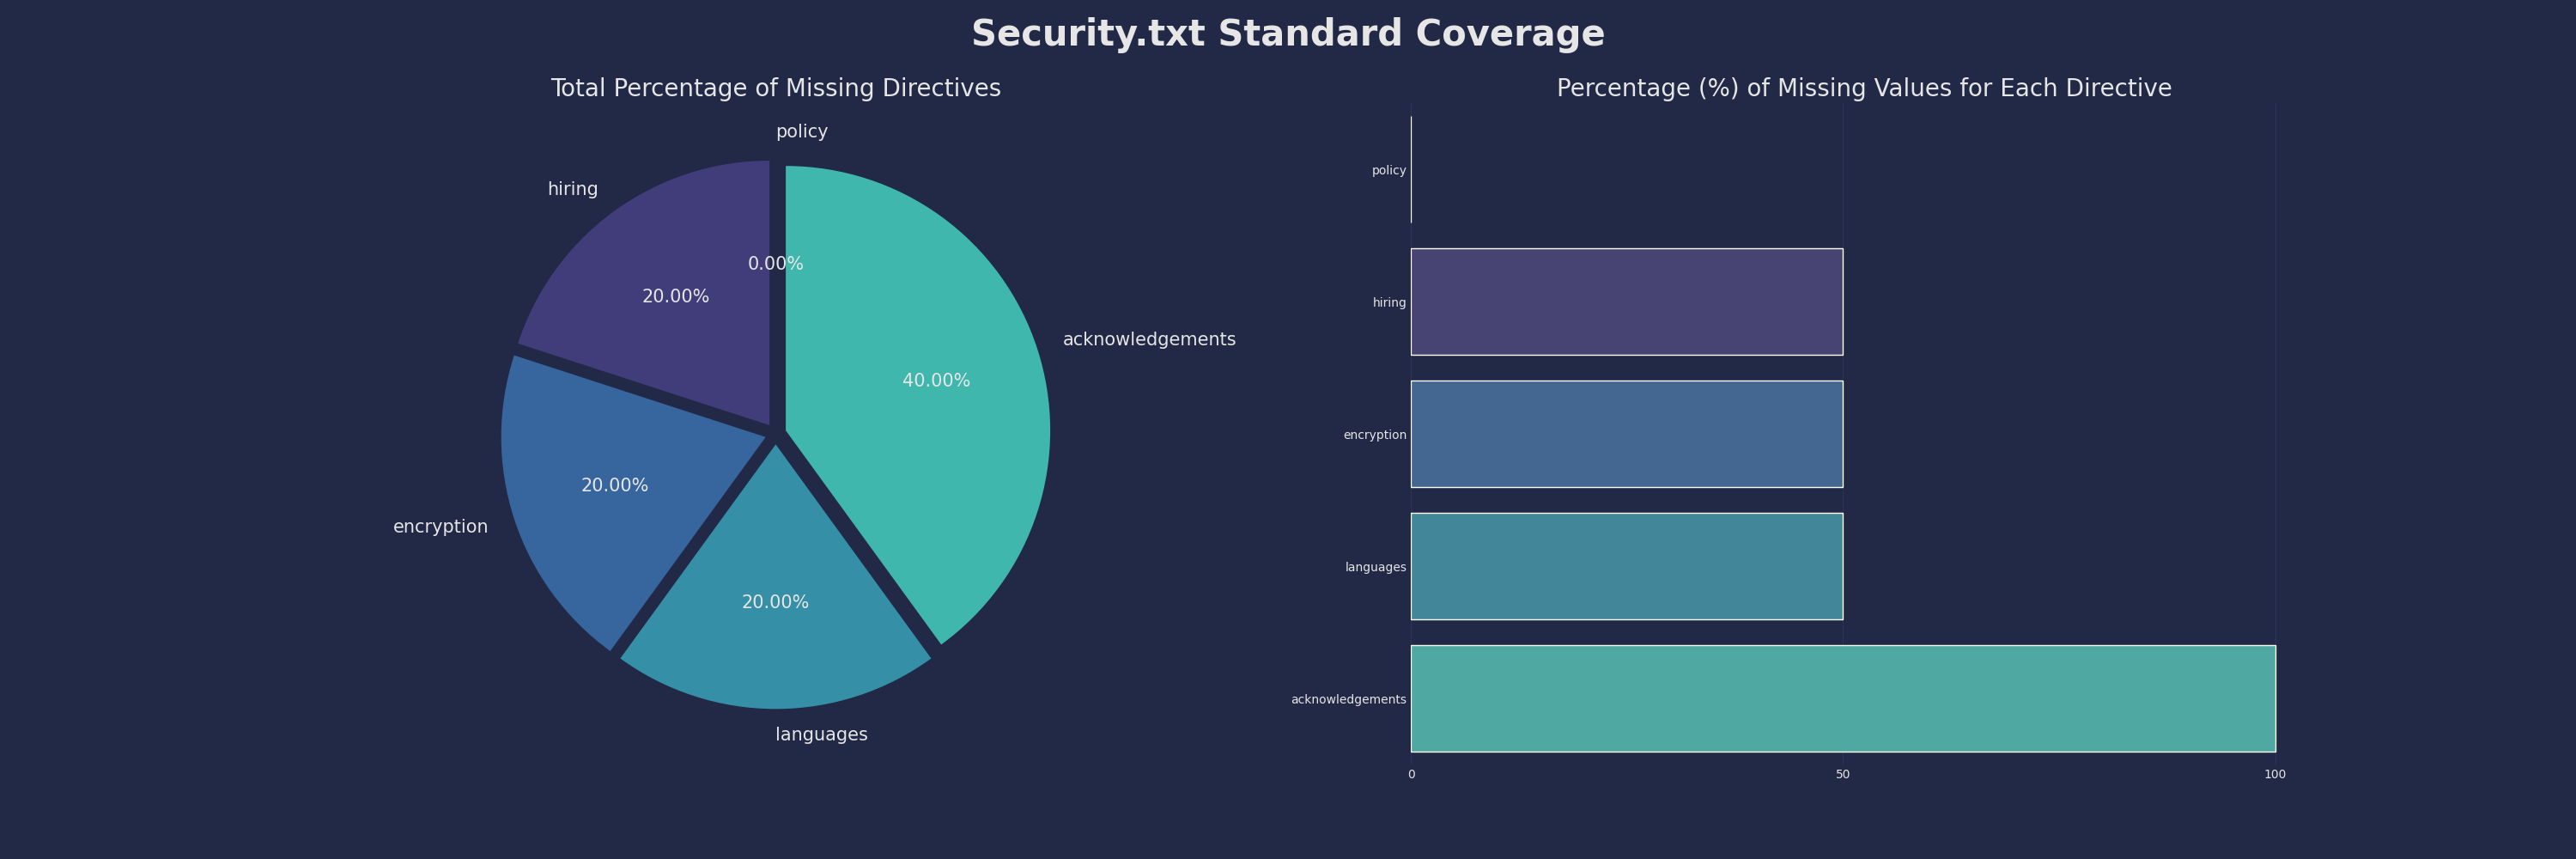 Security.txt Standard Coverage
Total Percentage of Missing Directives
policy
hiring
0.00%
20.00%
acknowledgements
40.00%
20.00%
encryption
20.00%
languages
Percentage (%) of Missing Values for Each Directive
policy
hiring
encryption
languages
acknowledgements
0 50 100